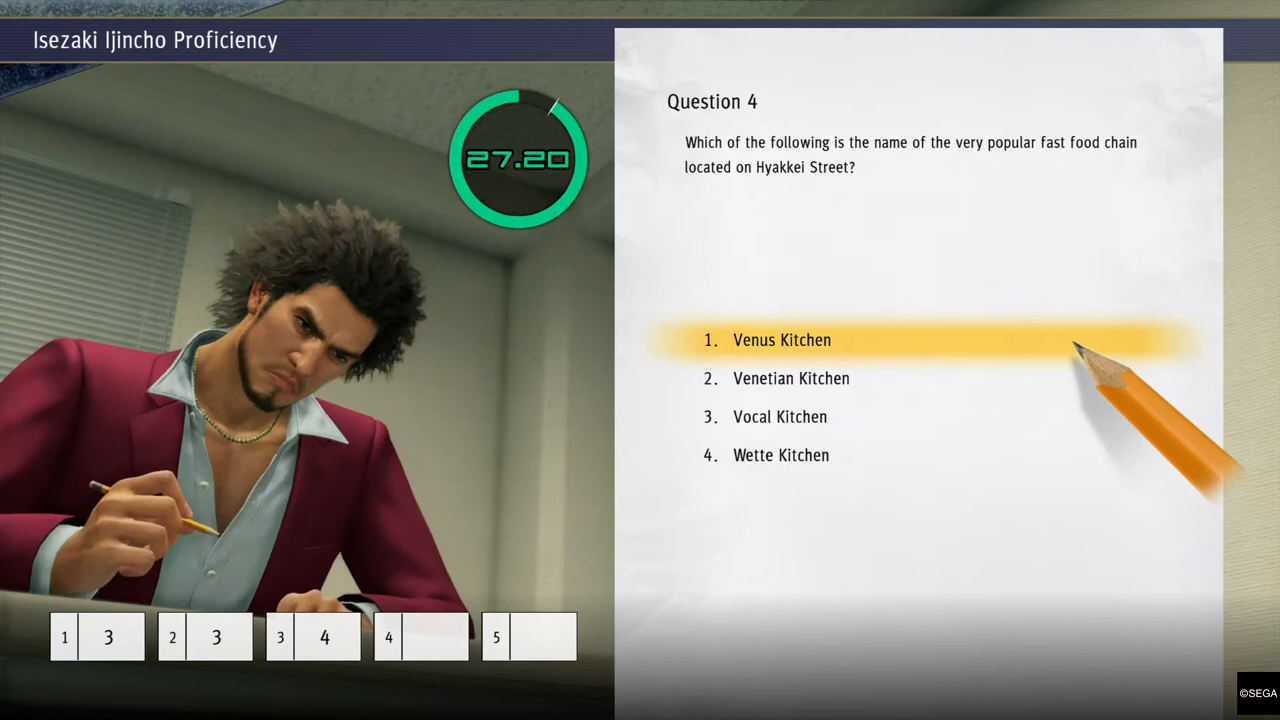 Isezaki Ijincho Proficiency
27.20
Question 4
Which of the following is the name of the very popular fast food chain
located on Hyakkei Street?
1. Venus Kitchen
2. Venetian Kitchen
3. Vocal Kitchen
4. Wette Kitchen
1 3 2 3 3 4 4 5
©SEGA